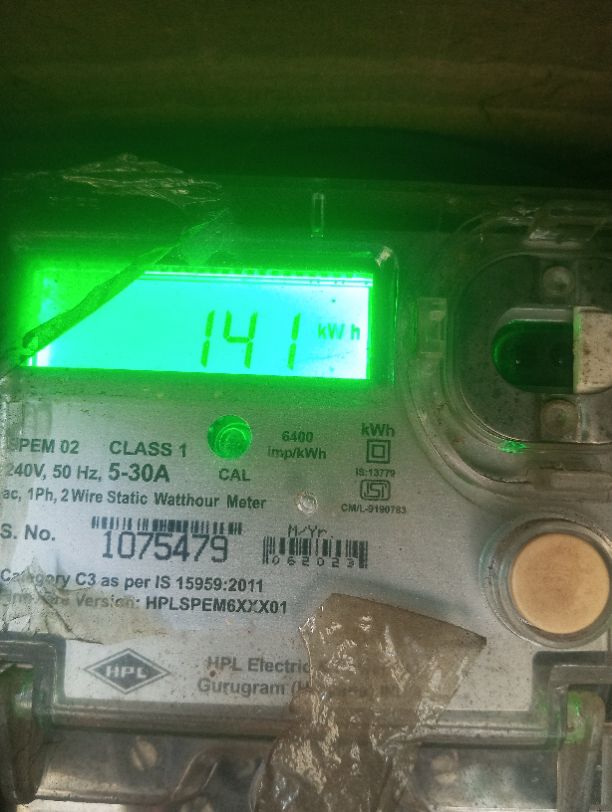 141 kWh
SPEM 02 CLASS 1
6400 imp/kWh
kWh
240V, 50 Hz, 5-30A
CAL
IS:13779
ISI
ac, 1Ph, 2 Wire Static Watthour Meter
CM/L-9190783
S. No. 1075479
M/Yr
062023
Category C3 as per IS 15959:2011
Version: HPLSPEM6XXX01
HPL
HPL Electric
Gurugram